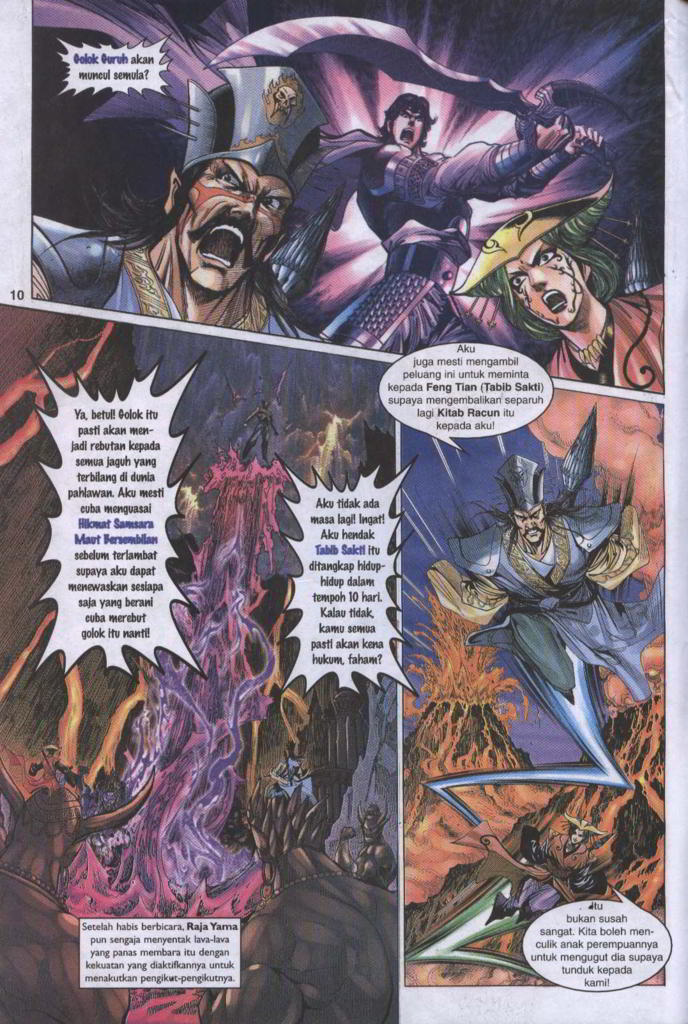 Golok Guruh akan
muncul semula?
10
Aku
juga mesti mengambil
peluang ini untuk meminta
kepada Feng Tian (Tabib Sakti)
supaya mengembalikan separuh
lagi Kitab Racun itu
kepada aku!
Ya, betul! Golok itu
pasti akan men-
jadi rebutan kepada
semua jaguh yang
terbilang di dunia
pahlawan. Aku mesti
cuba menguasai
Hikmat Samsara
Maut Bersembilan
sebelum terlambat
supaya aku dapat
menewaskan sesiapa
saja yang berani
cuba merebut
golok itu nanti!
Aku tidak ada
masa lagi! Ingat!
Aku hendak
Tabib Sakti itu
ditangkap hidup-
hidup dalam
tempoh 10 hari.
Kalau tidak,
kamu semua
pasti akan kena
hukum, faham?
Setelah habis berbicara, Raja Yama
pun sengaja menyentak lava-lava
yang panas membara itu dengan
kekuatan yang diaktifkannya untuk
menakutkan pengikut-pengikutnya.
Itu
bukan susah
sangat. Kita boleh men-
culik anak perempuannya
untuk mengugut dia supaya
tunduk kepada
kami!